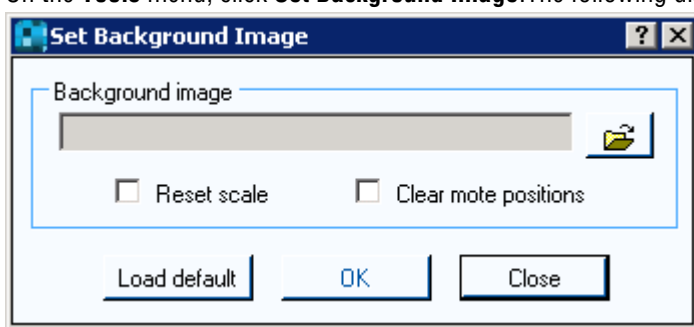 On the Tools menu, click Set Background Image.The following
Set Background Image
Background image
Reset scale Clear mote positions
Load default OK Close